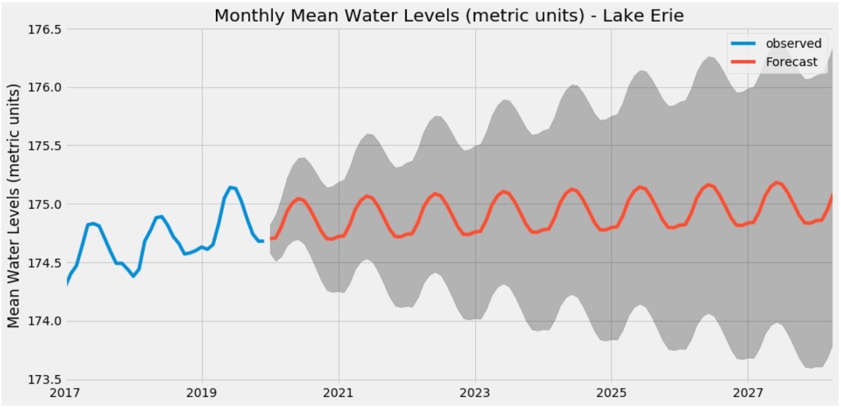 Monthly Mean Water Levels (metric units) - Lake Erie
176.5
observed
Forecast
176.0
175.5
175.0
174.5
174.0
173.5
Mean Water Levels (metric units)
2017 2019 2021 2023 2025 2027